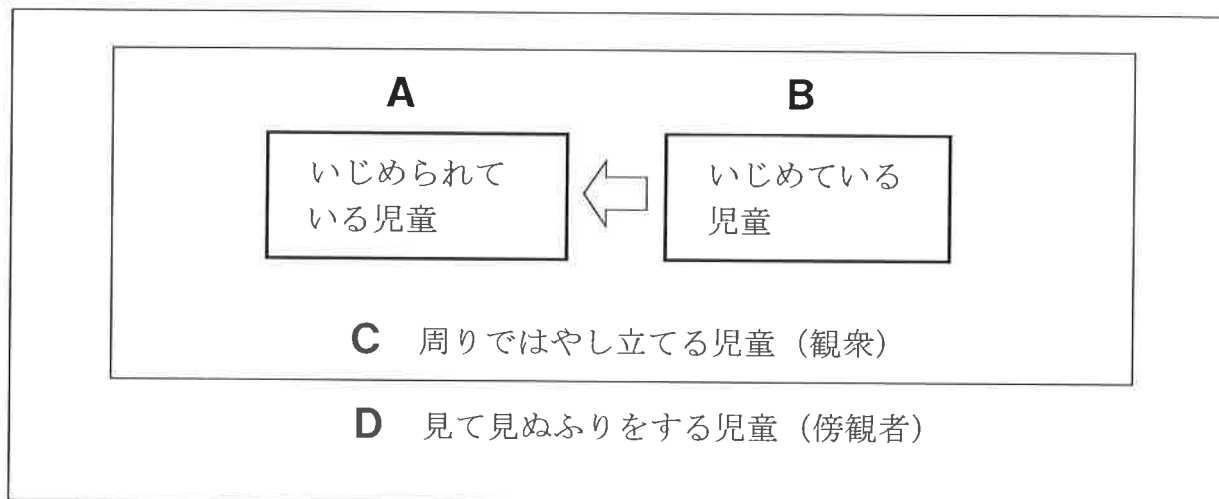 A
B
いじめられて
いる児童
いじめている
児童
C 周りではやし立てる児童（観衆）
D 見て見ぬふりをする児童（傍観者）